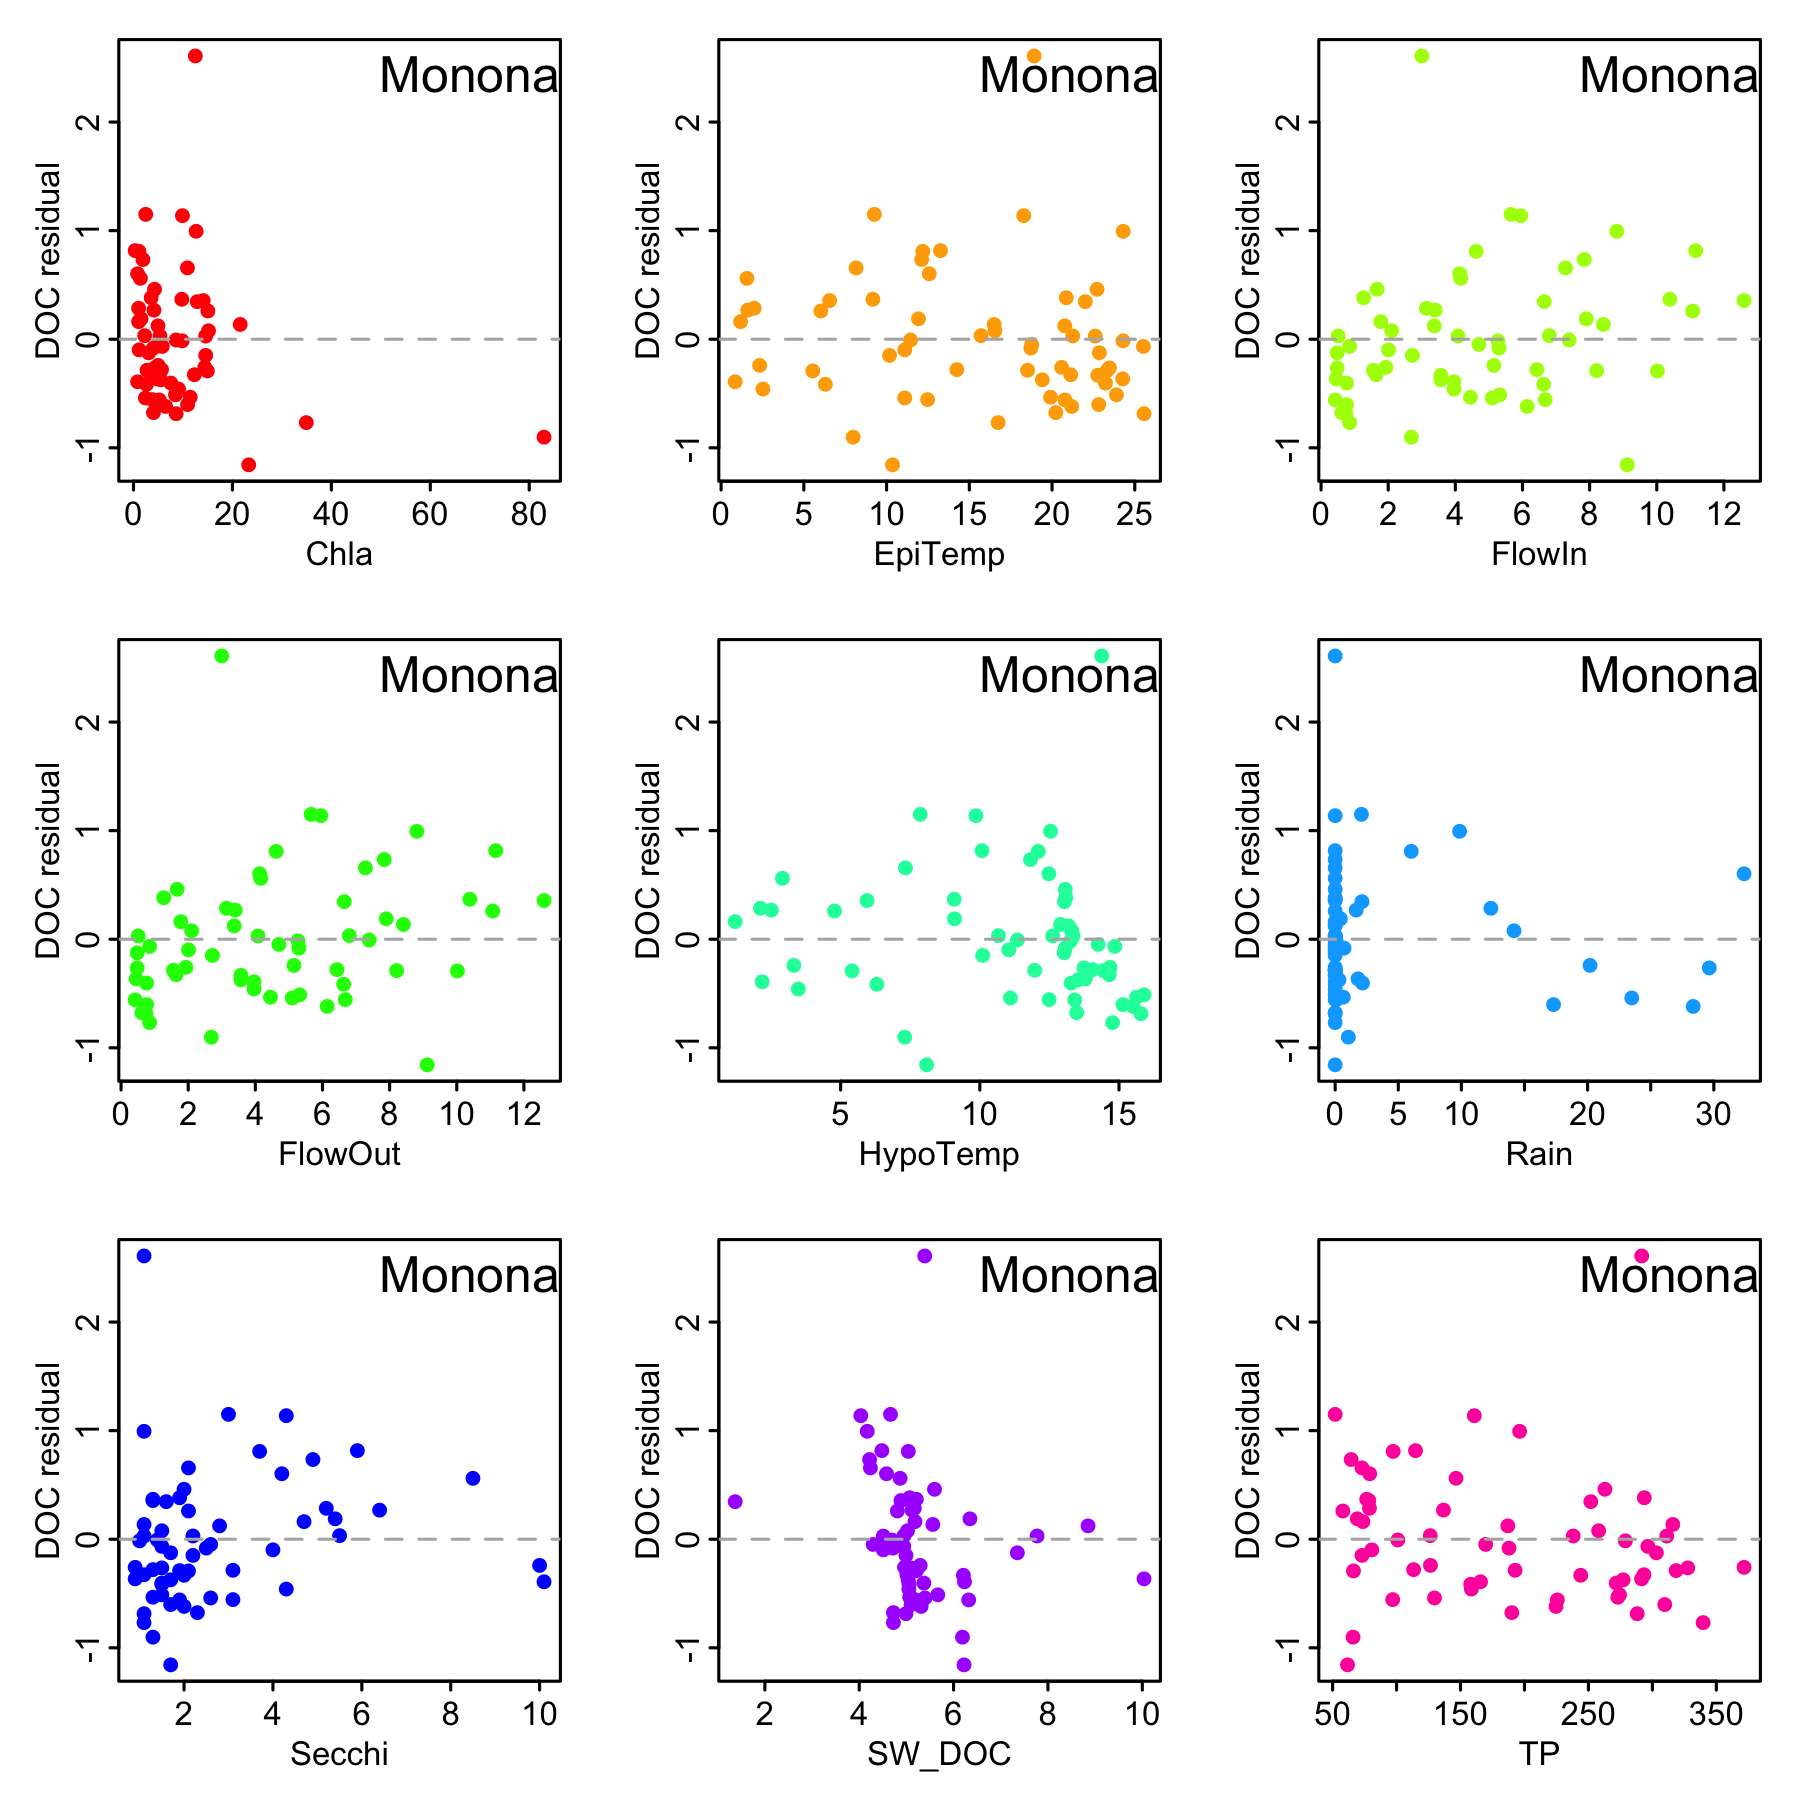 Monona
DOC residual
2
1
0
-1
0 20 40 60 80
Chla
Monona
DOC residual
2
1
0
-1
0 5 10 15 20 25
EpiTemp
Monona
DOC residual
2
1
0
-1
0 2 4 6 8 10 12
FlowIn
Monona
DOC residual
2
1
0
-1
0 2 4 6 8 10 12
FlowOut
Monona
DOC residual
2
1
0
-1
5 10 15
HypoTemp
Monona
DOC residual
2
1
0
-1
0 5 10 20 30
Rain
Monona
DOC residual
2
1
0
-1
2 4 6 8 10
Secchi
Monona
DOC residual
2
1
0
-1
2 4 6 8 10
SW_DOC
Monona
DOC residual
2
1
0
-1
50 150 250 350
TP